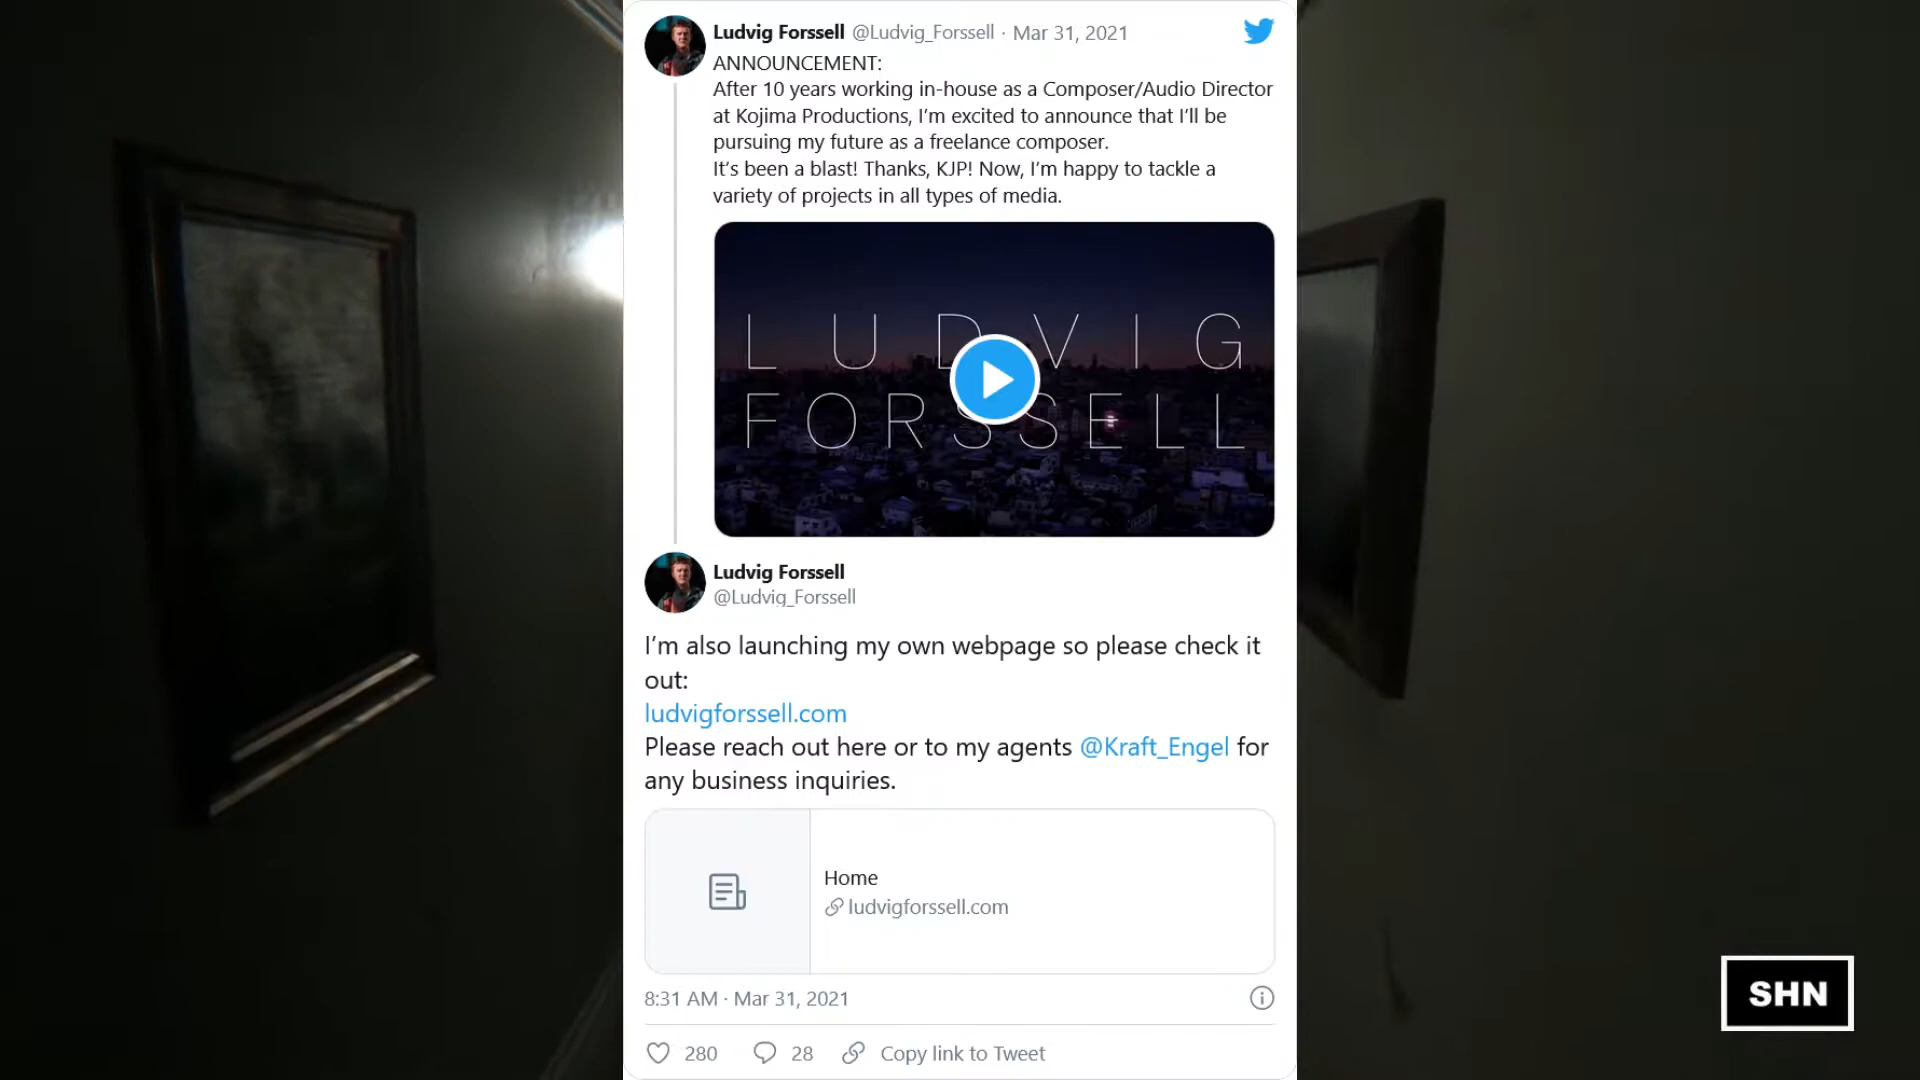 Ludvig Forssell @Ludvig_Forssell · Mar 31, 2021
ANNOUNCEMENT:
After 10 years working in-house as a Composer/Audio Director
at Kojima Productions, I'm excited to announce that I'll be
pursuing my future as a freelance composer.
It's been a blast! Thanks, KJP! Now, I'm happy to tackle a
variety of projects in all types of media.
LUDVIG
FORSSELL
Ludvig Forssell
@Ludvig_Forssell
I'm also launching my own webpage so please check it
out:
ludvigforssell.com
Please reach out here or to my agents @Kraft_Engel for
any business inquiries.
Home
ludvigforssell.com
8:31 AM · Mar 31, 2021
280 28 Copy link to Tweet
SHN